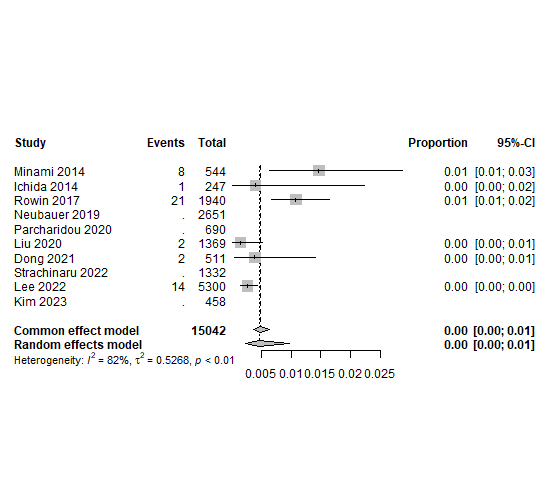 Study Events Total Proportion 95%-CI
Minami 2014 8 544 0.01 [0.01; 0.03]
Ichida 2014 1 247 0.00 [0.00; 0.02]
Rowin 2017 21 1940 0.01 [0.01; 0.02]
Neubauer 2019 . 2651
Parcharidou 2020 . 690
Liu 2020 2 1369 0.00 [0.00; 0.01]
Dong 2021 2 511 0.00 [0.00; 0.01]
Strachinaru 2022 . 1332
Lee 2022 14 5300 0.00 [0.00; 0.00]
Kim 2023 . 458
Common effect model 15042 0.00 [0.00; 0.01]
Random effects model 0.00 [0.00; 0.01]
Heterogeneity: I² = 82%, τ² = 0.5268, p < 0.01
0.005 0.01 0.015 0.02 0.025